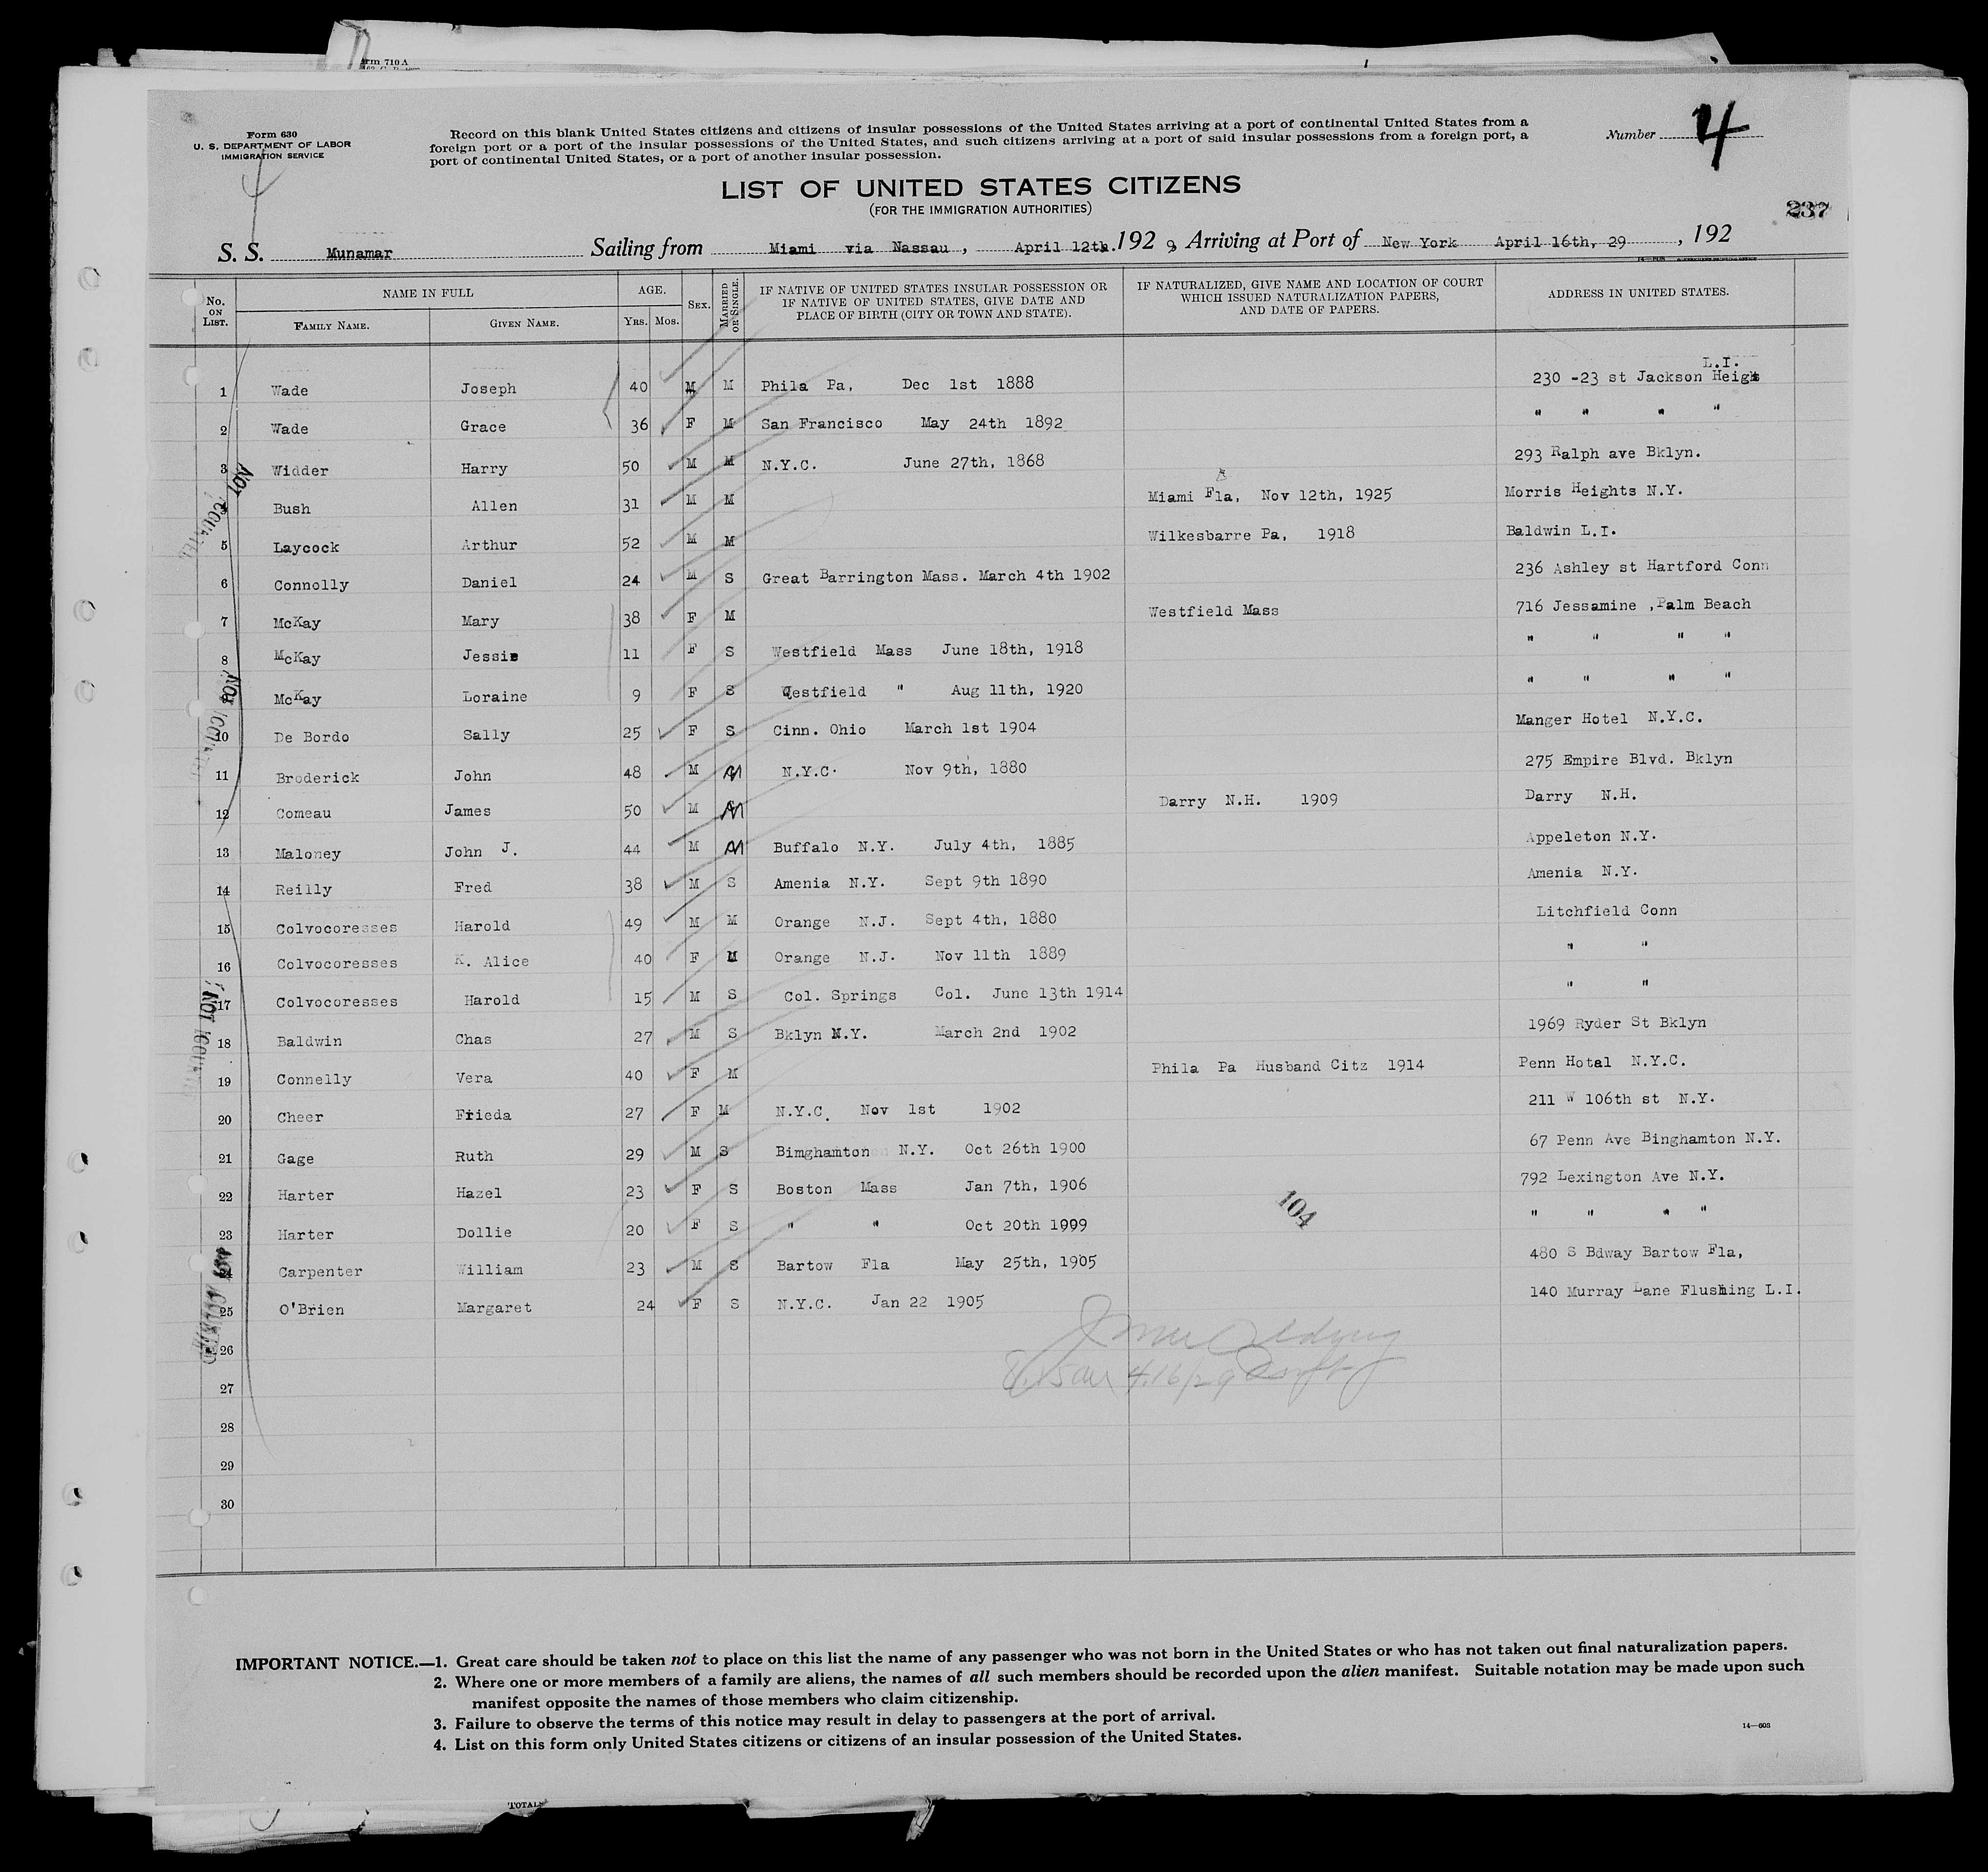 Form 710 A
Form 630
U. S. DEPARTMENT OF LABOR
IMMIGRATION SERVICE
4
Record on this blank United States citizens and citizens of insular possessions of the United States arriving at a port of continental United States from a
foreign port or a port of the insular possessions of the United States, and such citizens arriving at a port of said insular possessions from a foreign port, a
port of continental United States, or a port of another insular possession.
Number 4
LIST OF UNITED STATES CITIZENS
(FOR THE IMMIGRATION AUTHORITIES)
237
S. S. Munamar Sailing from Miami via Nassau, April 12th. 192 9 Arriving at Port of New York April 16th, 29, 192
No. ON LIST. NAME IN FULL FAMILY NAME. GIVEN NAME. AGE. YRS. MOS. SEX. MARRIED OR SINGLE. IF NATIVE OF UNITED STATES INSULAR POSSESSION OR IF NATIVE OF UNITED STATES, GIVE DATE AND PLACE OF BIRTH (CITY OR TOWN AND STATE). IF NATURALIZED, GIVE NAME AND LOCATION OF COURT WHICH ISSUED NATURALIZATION PAPERS, AND DATE OF PAPERS. ADDRESS IN UNITED STATES.
L.I.
1 Wade Joseph 40 M M Phila Pa, Dec 1st 1888 230 -23 st Jackson Heigh
2 Wade Grace 36 F M San Francisco May 24th 1892 " " " "
3 Widder Harry 50 M M N.Y.C. June 27th, 1868 293 Ralph ave Bklyn.
4 Bush Allen 31 M M Miami Fla, Nov 12th, 1925 Morris Heights N.Y.
5 Laycock Arthur 52 M M Wilkesbarre Pa, 1918 Baldwin L.I.
6 Connolly Daniel 24 M S Great Barrington Mass. March 4th 1902 236 Ashley st Hartford Conn
7 McKay Mary 38 F M Westfield Mass 716 Jessamine ,Palm Beach
8 McKay Jessie 11 F S Westfield Mass June 18th, 1918 " " " "
9 McKay Loraine 9 F S Westfield " Aug 11th, 1920 " " " "
10 De Bordo Sally 25 F S Cinn. Ohio March 1st 1904 Manger Hotel N.Y.C.
11 Broderick John 48 M M N.Y.C. Nov 9th, 1880 275 Empire Blvd. Bklyn
12 Comeau James 50 M M Darry N.H. 1909 Darry N.H.
13 Maloney John J. 44 M M Buffalo N.Y. July 4th, 1885 Appeleton N.Y.
14 Reilly Fred 38 M S Amenia N.Y. Sept 9th 1890 Amenia N.Y.
15 Colvocoresses Harold 49 M M Orange N.J. Sept 4th, 1880 Litchfield Conn
16 Colvocoresses K. Alice 40 F M Orange N.J. Nov 11th 1889 " "
17 Colvocoresses Harold 15 M S Col. Springs Col. June 13th 1914 " "
18 Baldwin Chas 27 M S Bklyn N.Y. March 2nd 1902 1969 Ryder St Bklyn
19 Connelly Vera 40 F M Phila Pa Husband Citz 1914 Penn Hotal N.Y.C.
20 Cheer Frieda 27 F M N.Y.C. Nov 1st 1902 211 W 106th st N.Y.
21 Gage Ruth 29 M S Bimghamton N.Y. Oct 26th 1900 67 Penn Ave Binghamton N.Y.
22 Harter Hazel 23 F S Boston Mass Jan 7th, 1906 792 Lexington Ave N.Y.
23 Harter Dollie 20 F S " " Oct 20th 1909 " " " "
24 Carpenter William 23 M S Bartow Fla May 25th, 1905 480 S Bdway Bartow Fla,
25 O'Brien Margaret 24 F S N.Y.C. Jan 22 1905 140 Murray Lane Flushing L.I.
104
26
4.16/29
27
28
29
30
IMPORTANT NOTICE.—1. Great care should be taken not to place on this list the name of any passenger who was not born in the United States or who has not taken out final naturalization papers.
2. Where one or more members of a family are aliens, the names of all such members should be recorded upon the alien manifest. Suitable notation may be made upon such
manifest opposite the names of those members who claim citizenship.
3. Failure to observe the terms of this notice may result in delay to passengers at the port of arrival.
4. List on this form only United States citizens or citizens of an insular possession of the United States.
14—608
TOTAL